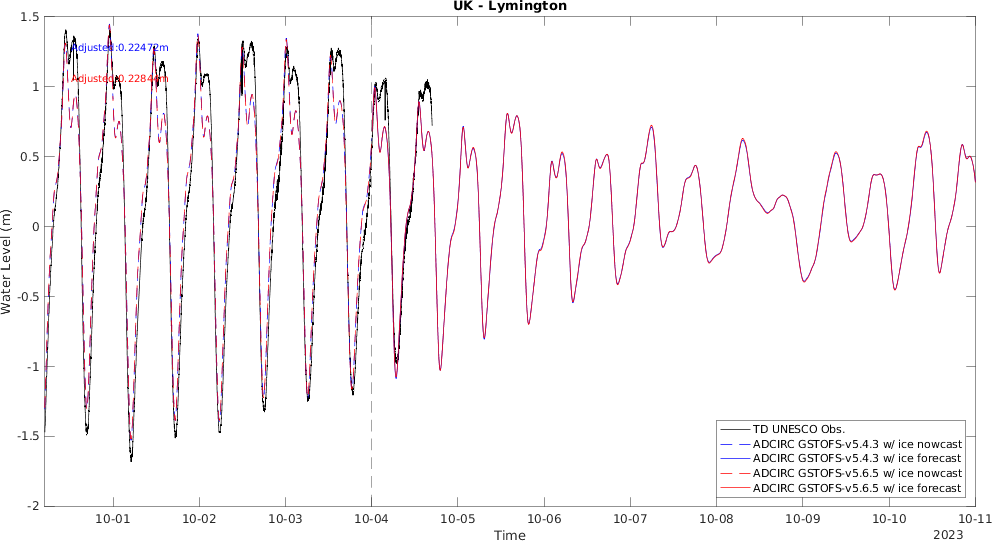 UK - Lymington
1.5
1
0.5
0
-0.5
-1
-1.5
-2
Water Level (m)
Adjusted:0.22472m
TD UNESCO Obs.
ADCIRC GSTOFS-v5.4.3 w/ ice nowcast
ADCIRC GSTOFS-v5.4.3 w/ ice forecast
ADCIRC GSTOFS-v5.6.5 w/ ice nowcast
ADCIRC GSTOFS-v5.6.5 w/ ice forecast
10-01 10-02 10-03 10-04 10-05 10-06 10-07 10-08 10-09 10-10 10-11
Time
2023